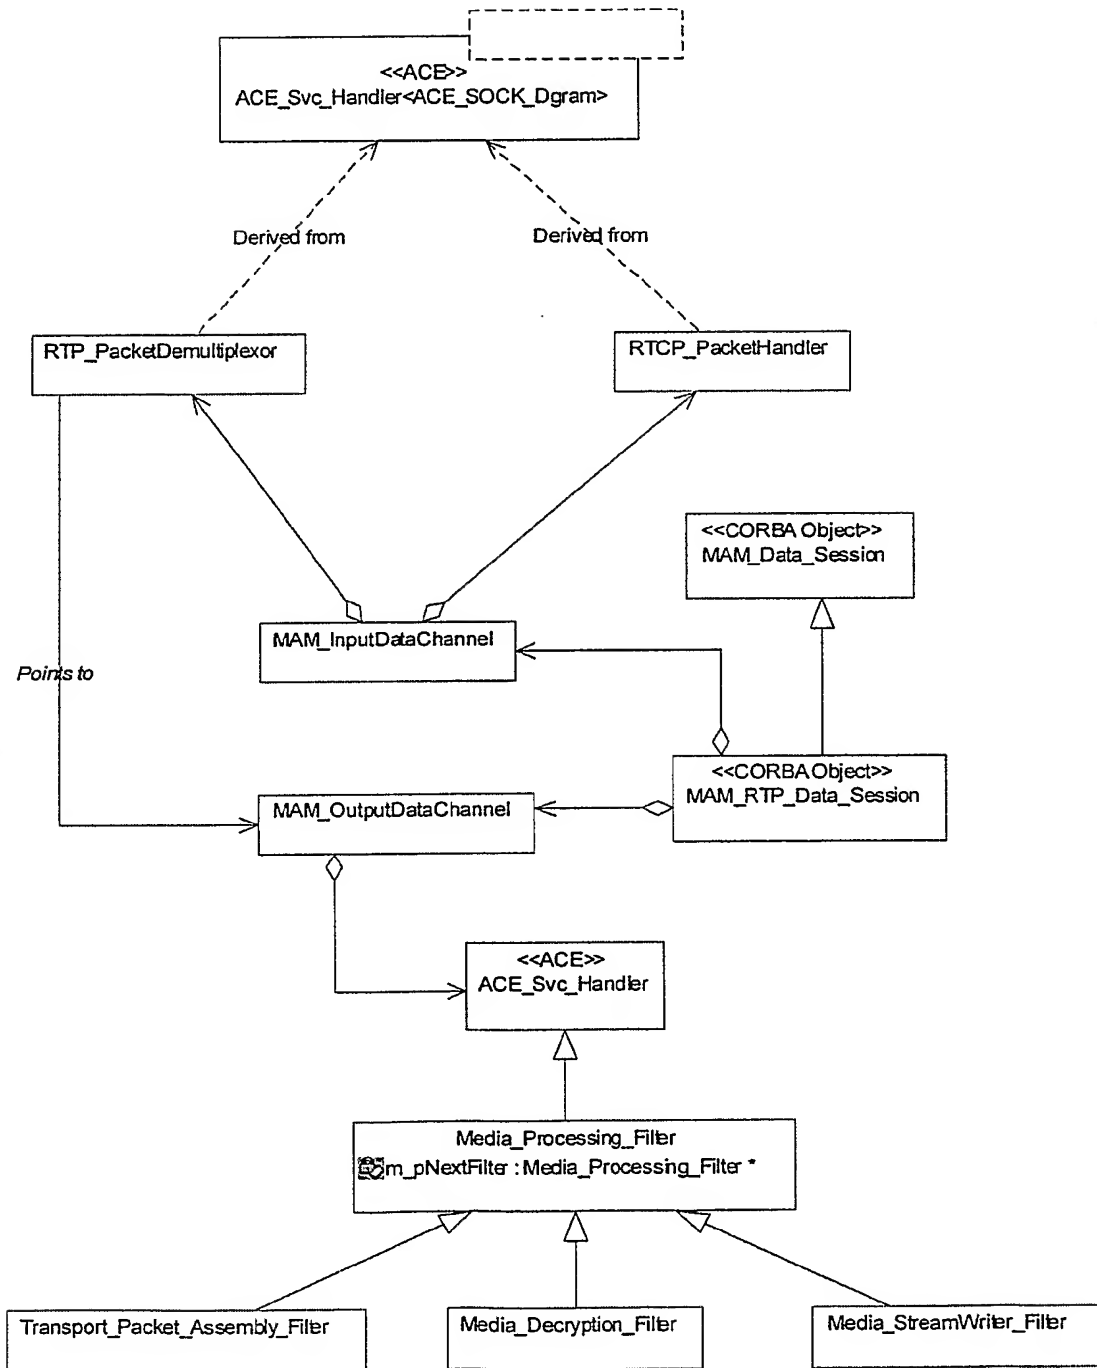 <<ACE>>
ACE_Svc_Handler<ACE_SOCK_Dgram>
Derived from
Derived from
RTP_PacketDemultiplexor
RTCP_PacketHandler
<<CORBA Object>>
MAM_Data_Session
MAM_InputDataChannel
Points to
<<CORBA Object>>
MAM_RTP_Data_Session
MAM_OutputDataChannel
<<ACE>>
ACE_Svc_Handler
Media_Processing_Filter
m_pNextFilter : Media_Processing_Filter *
Transport_Packet_Assembly_Filter
Media_Decryption_Filter
Media_StreamWriter_Filter